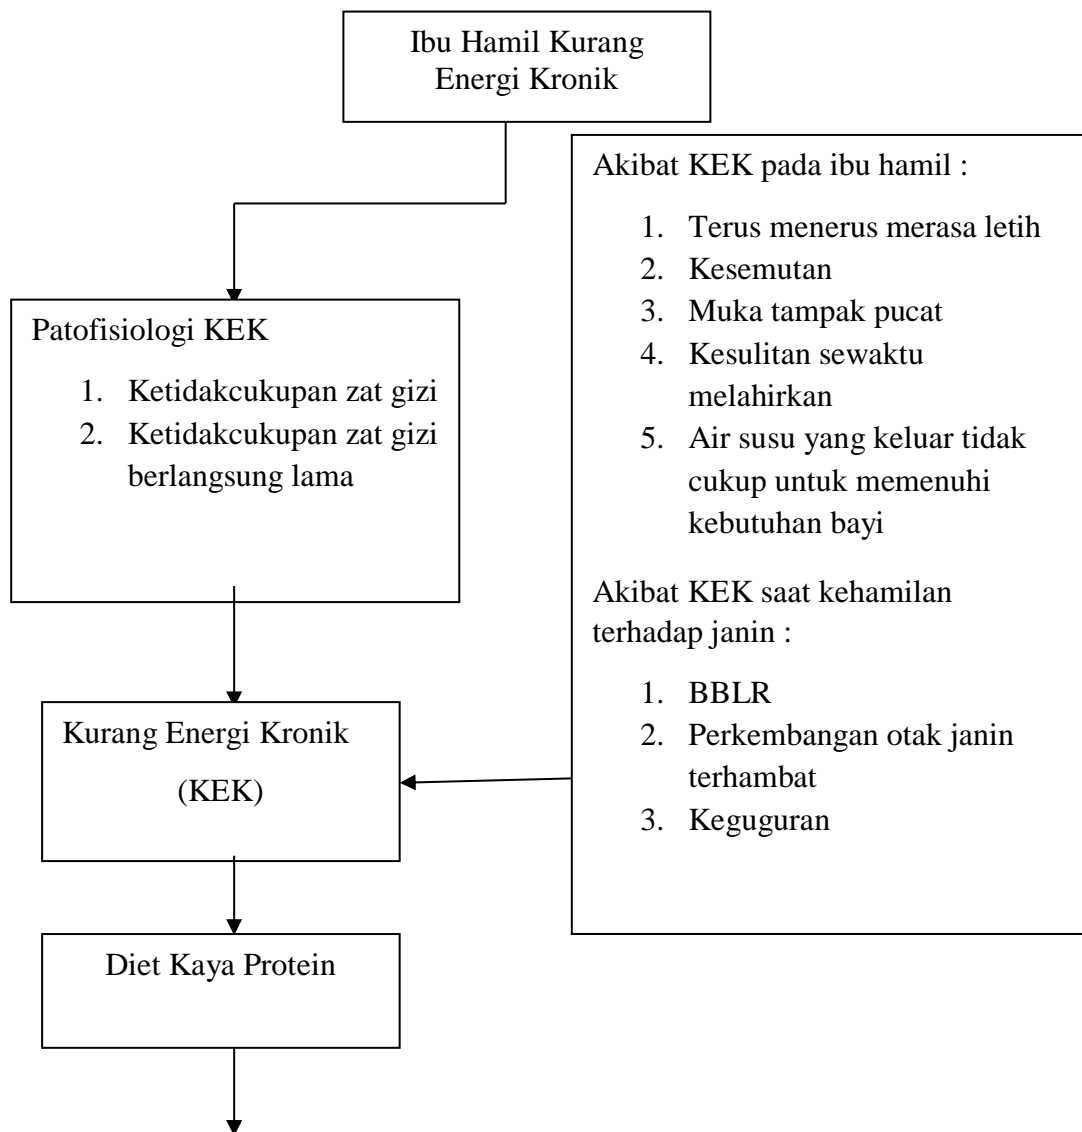 Ibu Hamil Kurang
Energi Kronik
Akibat KEK pada ibu hamil :
1. Terus menerus merasa letih
2. Kesemutan
3. Muka tampak pucat
4. Kesulitan sewaktu
melahirkan
5. Air susu yang keluar tidak
cukup untuk memenuhi
kebutuhan bayi
Akibat KEK saat kehamilan
terhadap janin :
1. BBLR
2. Perkembangan otak janin
terhambat
3. Keguguran
Patofisiologi KEK
1. Ketidakcukupan zat gizi
2. Ketidakcukupan zat gizi
berlangsung lama
Kurang Energi Kronik
(KEK)
Diet Kaya Protein